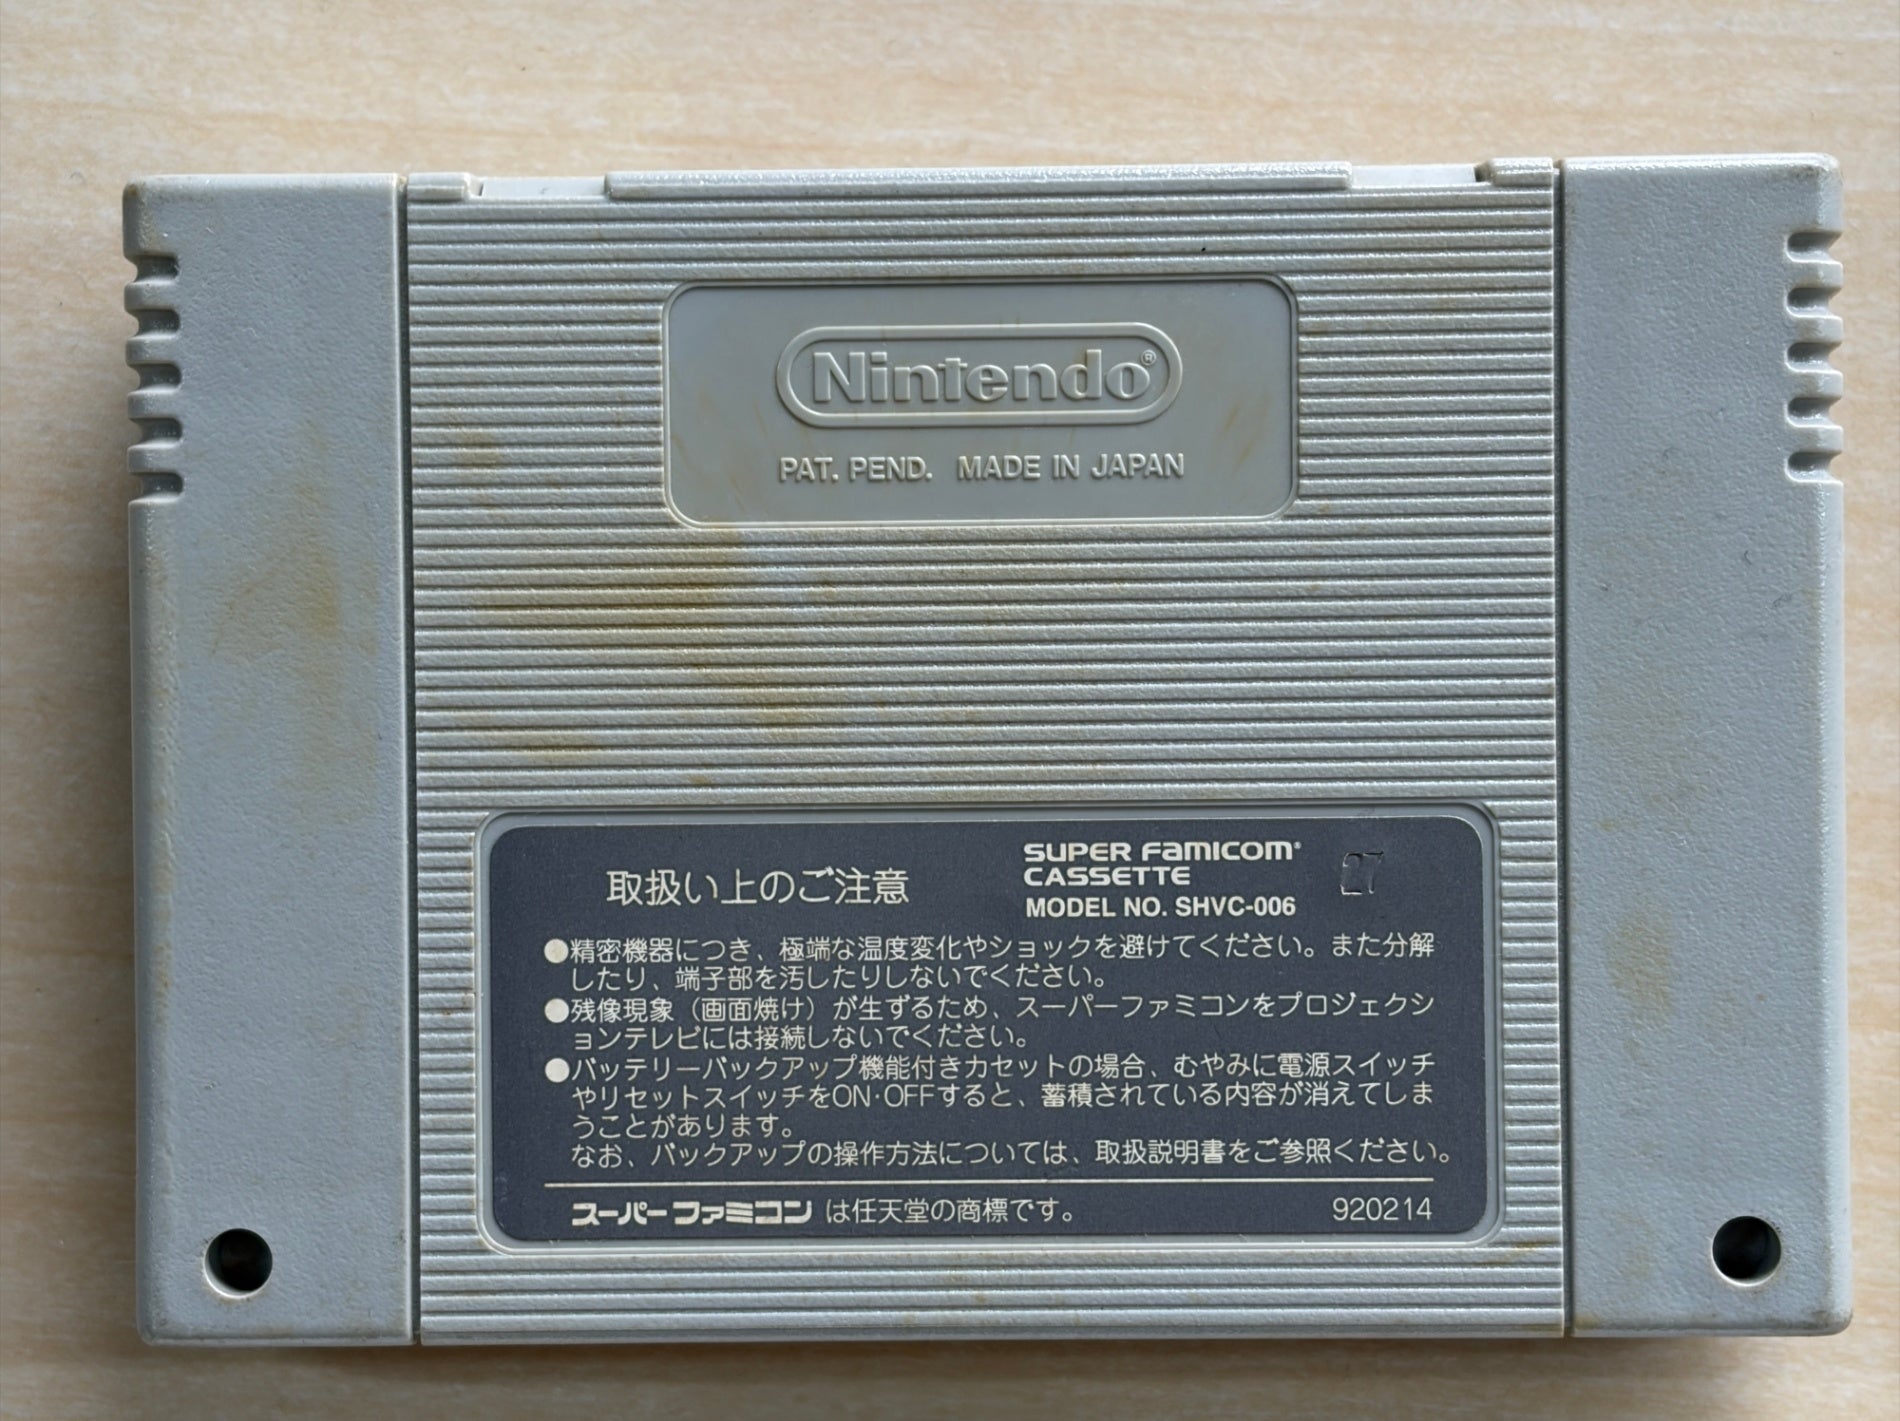 Nintendo®
PAT. PEND. MADE IN JAPAN
取扱い上のご注意
SUPER FAMICOM®
CASSETTE
MODEL NO. SHVC-006
27
●精密機器につき、極端な温度変化やショックを避けてください。また分解
したり、端子部を汚したりしないでください。
●残像現象（画面焼け）が生ずるため、スーパーファミコンをプロジェクシ
ョンテレビには接続しないでください。
●バッテリーバックアップ機能付きカセットの場合、むやみに電源スイッチ
やリセットスイッチをON·OFFすると、蓄積されている内容が消えてしま
うことがあります。
なお、バックアップの操作方法については、取扱説明書をご参照ください。
スーパーファミコン は任天堂の商標です。
920214